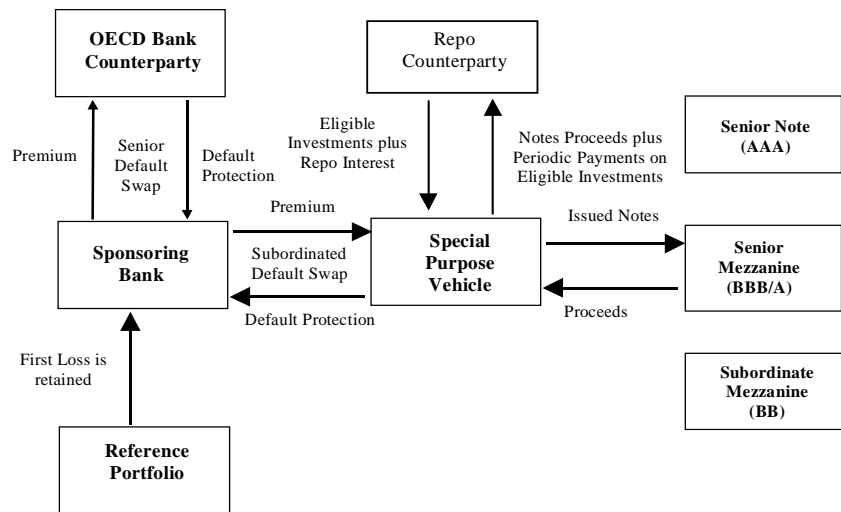 OECD Bank
Counterparty
Repo
Counterparty
Senior Note
(AAA)
Premium
Senior
Default
Swap
Default
Protection
Eligible
Investments plus
Repo Interest
Notes Proceeds plus
Periodic Payments on
Eligible Investments
Premium
Issued Notes
Sponsoring
Bank
Subordinated
Default Swap
Special
Purpose
Vehicle
Senior
Mezzanine
(BBB/A)
Default Protection
Proceeds
First Loss is
retained
Subordinate
Mezzanine
(BB)
Reference
Portfolio